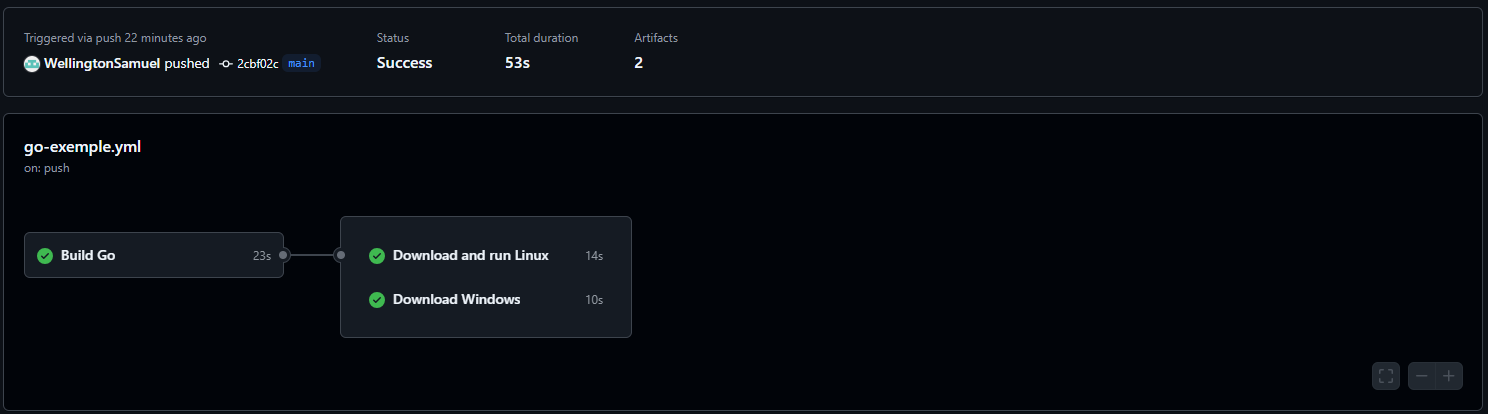 Triggered via push 22 minutes ago
WellingtonSamuel pushed 2cbf02c main
Status
Success
Total duration
53s
Artifacts
2
go-exemple.yml
on: push
Build Go 23s
Download and run Linux 14s
Download Windows 10s